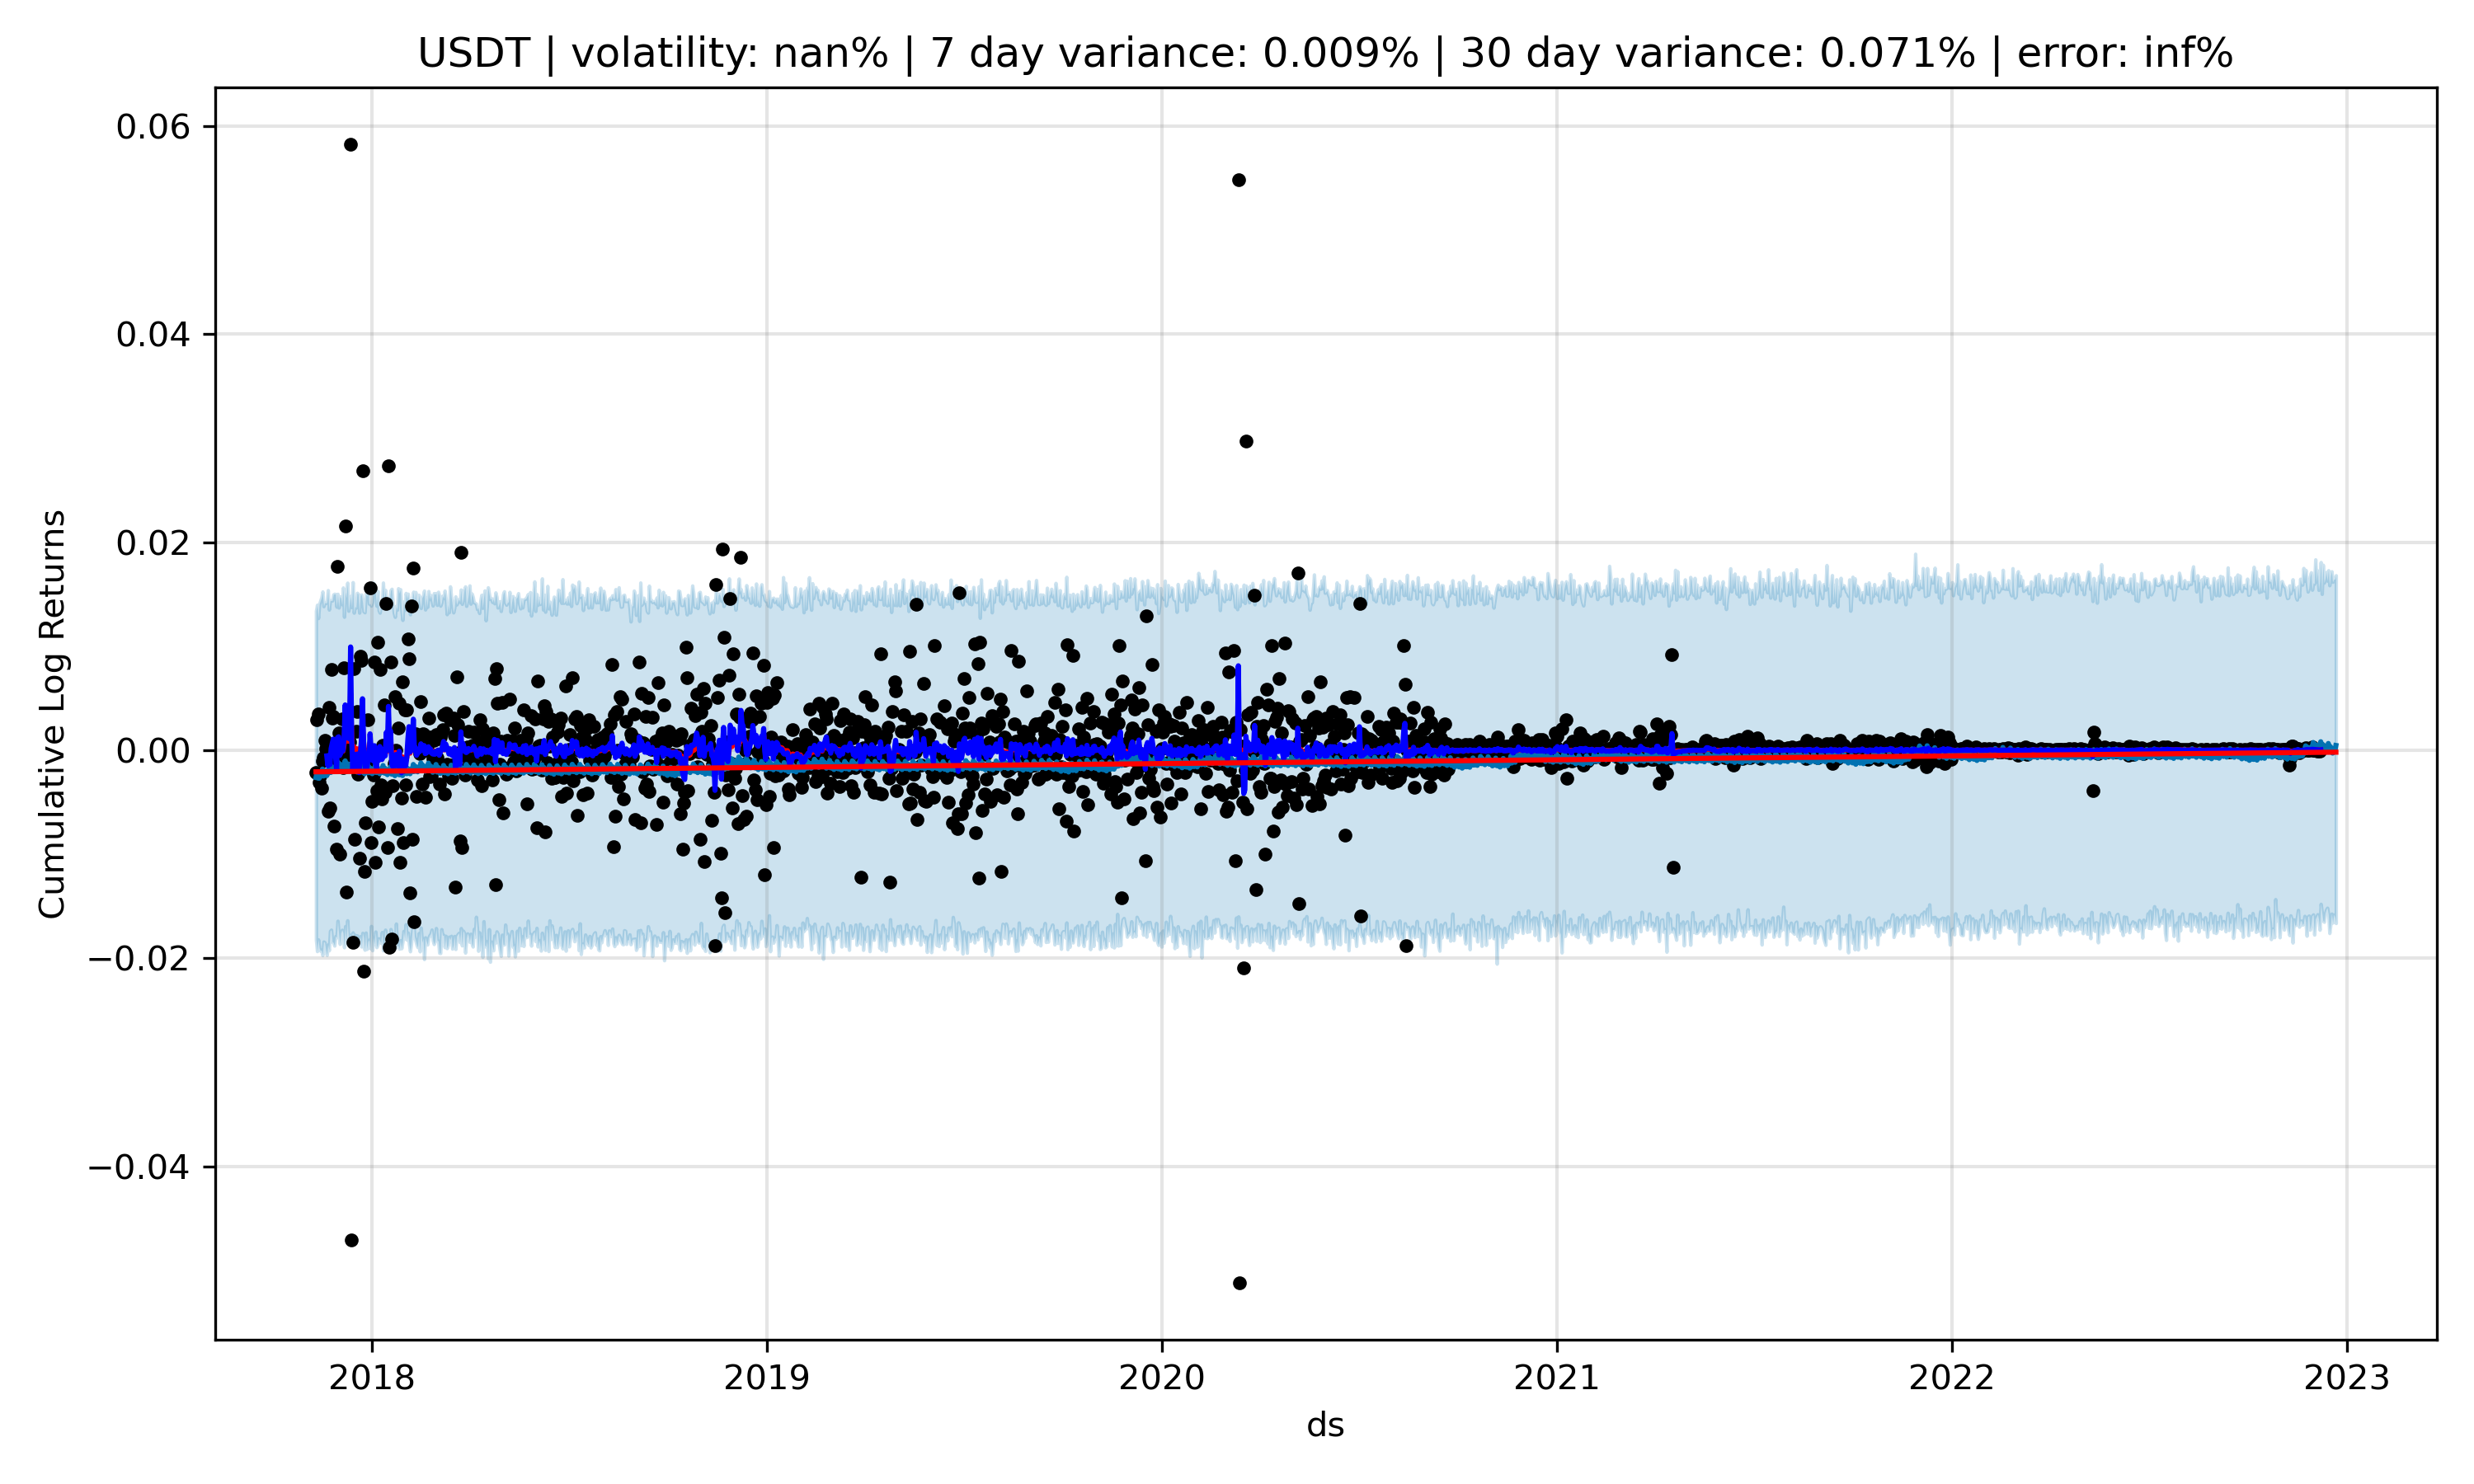 USDT | volatility: nan% | 7 day variance: 0.009% | 30 day variance: 0.071% | error: inf%
0.06
0.04
0.02
0.00
−0.02
−0.04
Cumulative Log Returns
2018 2019 2020 2021 2022 2023
ds